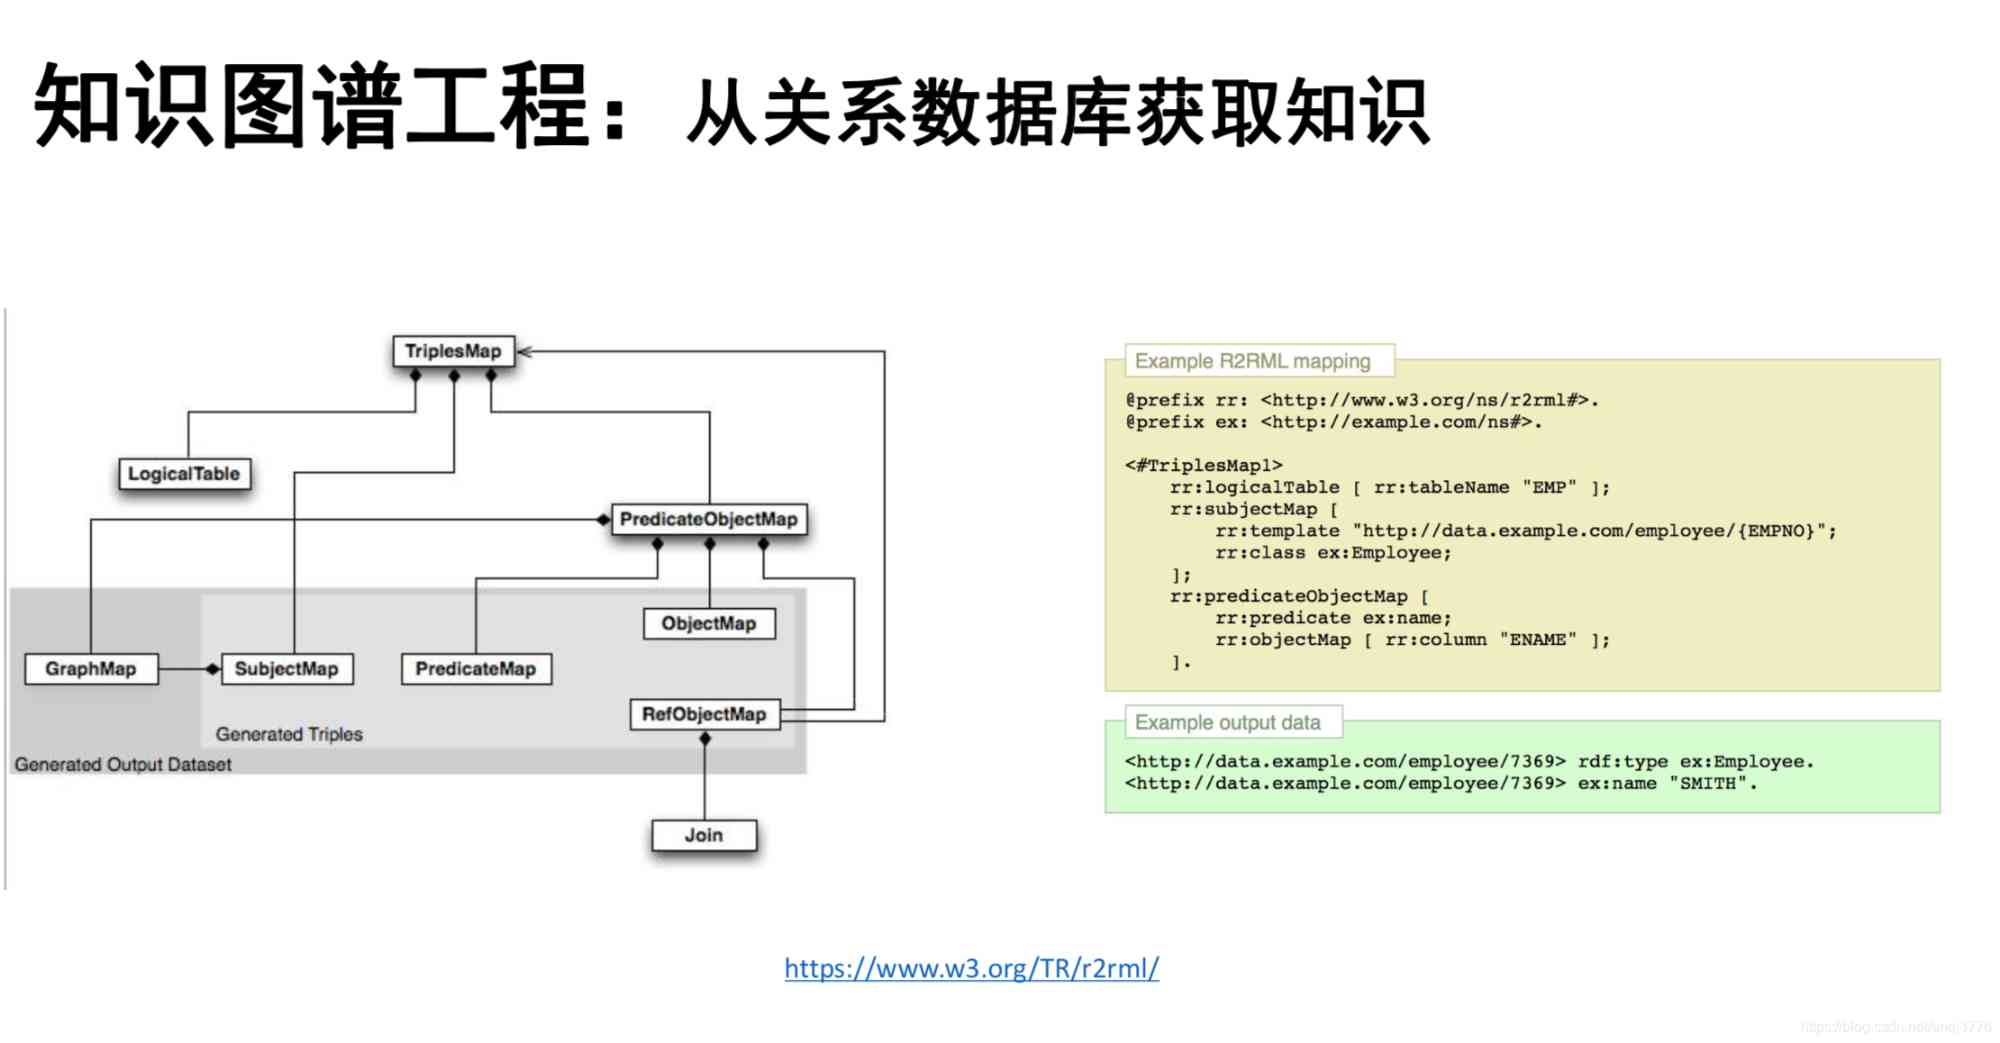 知识图谱工程：从关系数据库获取知识
TriplesMap
LogicalTable
PredicateObjectMap
ObjectMap
GraphMap
SubjectMap
PredicateMap
RefObjectMap
Generated Triples
Generated Output Dataset
Join
Example R2RML mapping
@prefix rr: <http://www.w3.org/ns/r2rml#>.
@prefix ex: <http://example.com/ns#>.
<#TriplesMap1>
rr:logicalTable [ rr:tableName "EMP" ];
rr:subjectMap [
rr:template "http://data.example.com/employee/{EMPNO}";
rr:class ex:Employee;
];
rr:predicateObjectMap [
rr:predicate ex:name;
rr:objectMap [ rr:column "ENAME" ];
].
Example output data
<http://data.example.com/employee/7369> rdf:type ex:Employee.
<http://data.example.com/employee/7369> ex:name "SMITH".
https://www.w3.org/TR/r2rml/